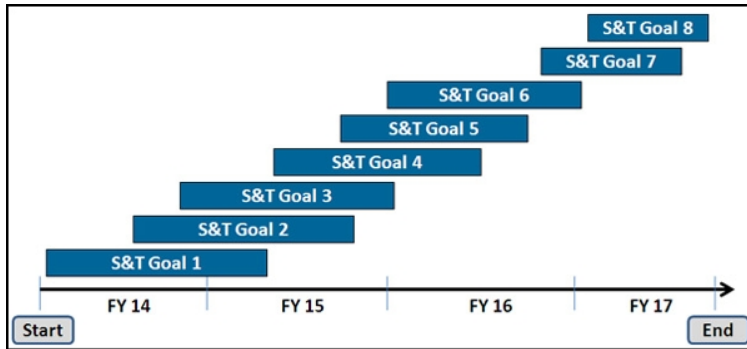 S&T Goal 8
S&T Goal 7
S&T Goal 6
S&T Goal 5
S&T Goal 4
S&T Goal 3
S&T Goal 2
S&T Goal 1
FY 14 FY 15 FY 16 FY 17
Start End